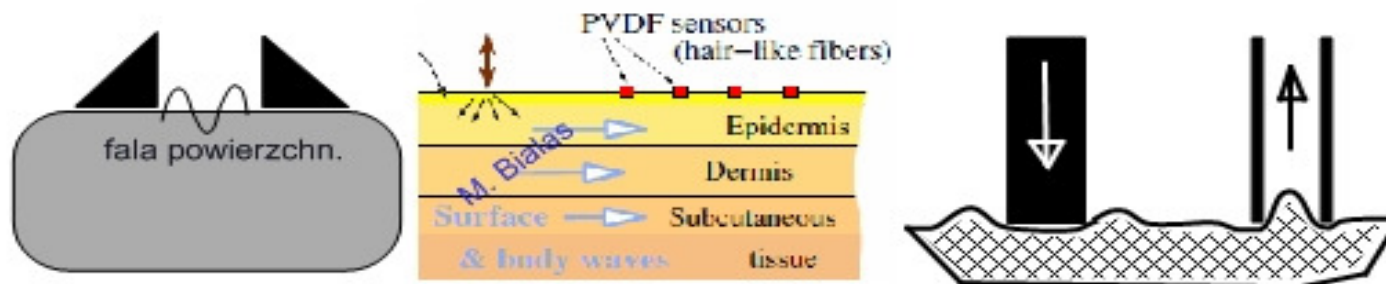 fala powierzchn.
PVDF sensors
(hair-like fibers)
Epidermis
M. Bialas
Dermis
Surface
Subcutaneous
& body waves
tissue